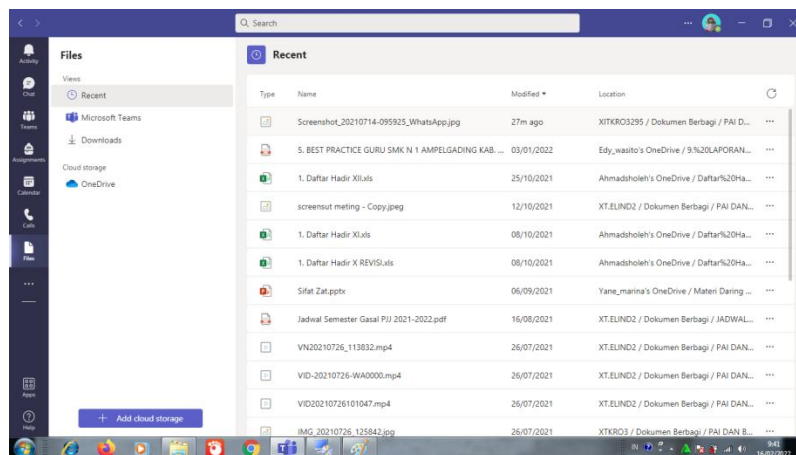 Search
Activity
Chat
Teams
Assignments
Calendar
Calls
Files
Apps
Help
Files
Views
Recent
Microsoft Teams
Downloads
Cloud storage
OneDrive
Add cloud storage
Recent
Type Name Modified Location
Screenshot_20210714-095925_WhatsApp.jpg 27m ago XITKRO3295 / Dokumen Berbagi / PAI D...
5. BEST PRACTICE GURU SMK N 1 AMPELGADING KAB. ... 03/01/2022 Edy_wasito's OneDrive / 9.%20LAPORAN...
1. Daftar Hadir XII.xls 25/10/2021 Ahmadsholeh's OneDrive / Daftar%20Ha...
screensut meting - Copy.jpeg 12/10/2021 XT.ELIND2 / Dokumen Berbagi / PAI DAN...
1. Daftar Hadir XI.xls 08/10/2021 Ahmadsholeh's OneDrive / Daftar%20Ha...
1. Daftar Hadir X REVISI.xls 08/10/2021 Ahmadsholeh's OneDrive / Daftar%20Ha...
Sifat Zat.pptx 06/09/2021 Yane_marina's OneDrive / Materi Daring ...
Jadwal Semester Gasal PJJ 2021-2022.pdf 16/08/2021 XT.ELIND2 / Dokumen Berbagi / JADWAL...
VN20210726_113832.mp4 26/07/2021 XT.ELIND2 / Dokumen Berbagi / PAI DAN...
VID-20210726-WA0000.mp4 26/07/2021 XT.ELIND2 / Dokumen Berbagi / PAI DAN...
VID20210726101047.mp4 26/07/2021 XT.ELIND2 / Dokumen Berbagi / PAI DAN...
IMG_20210726_125842.jpg 26/07/2021 XTKRO3 / Dokumen Berbagi / PAI DAN B...
IN 9:41
16/02/2022